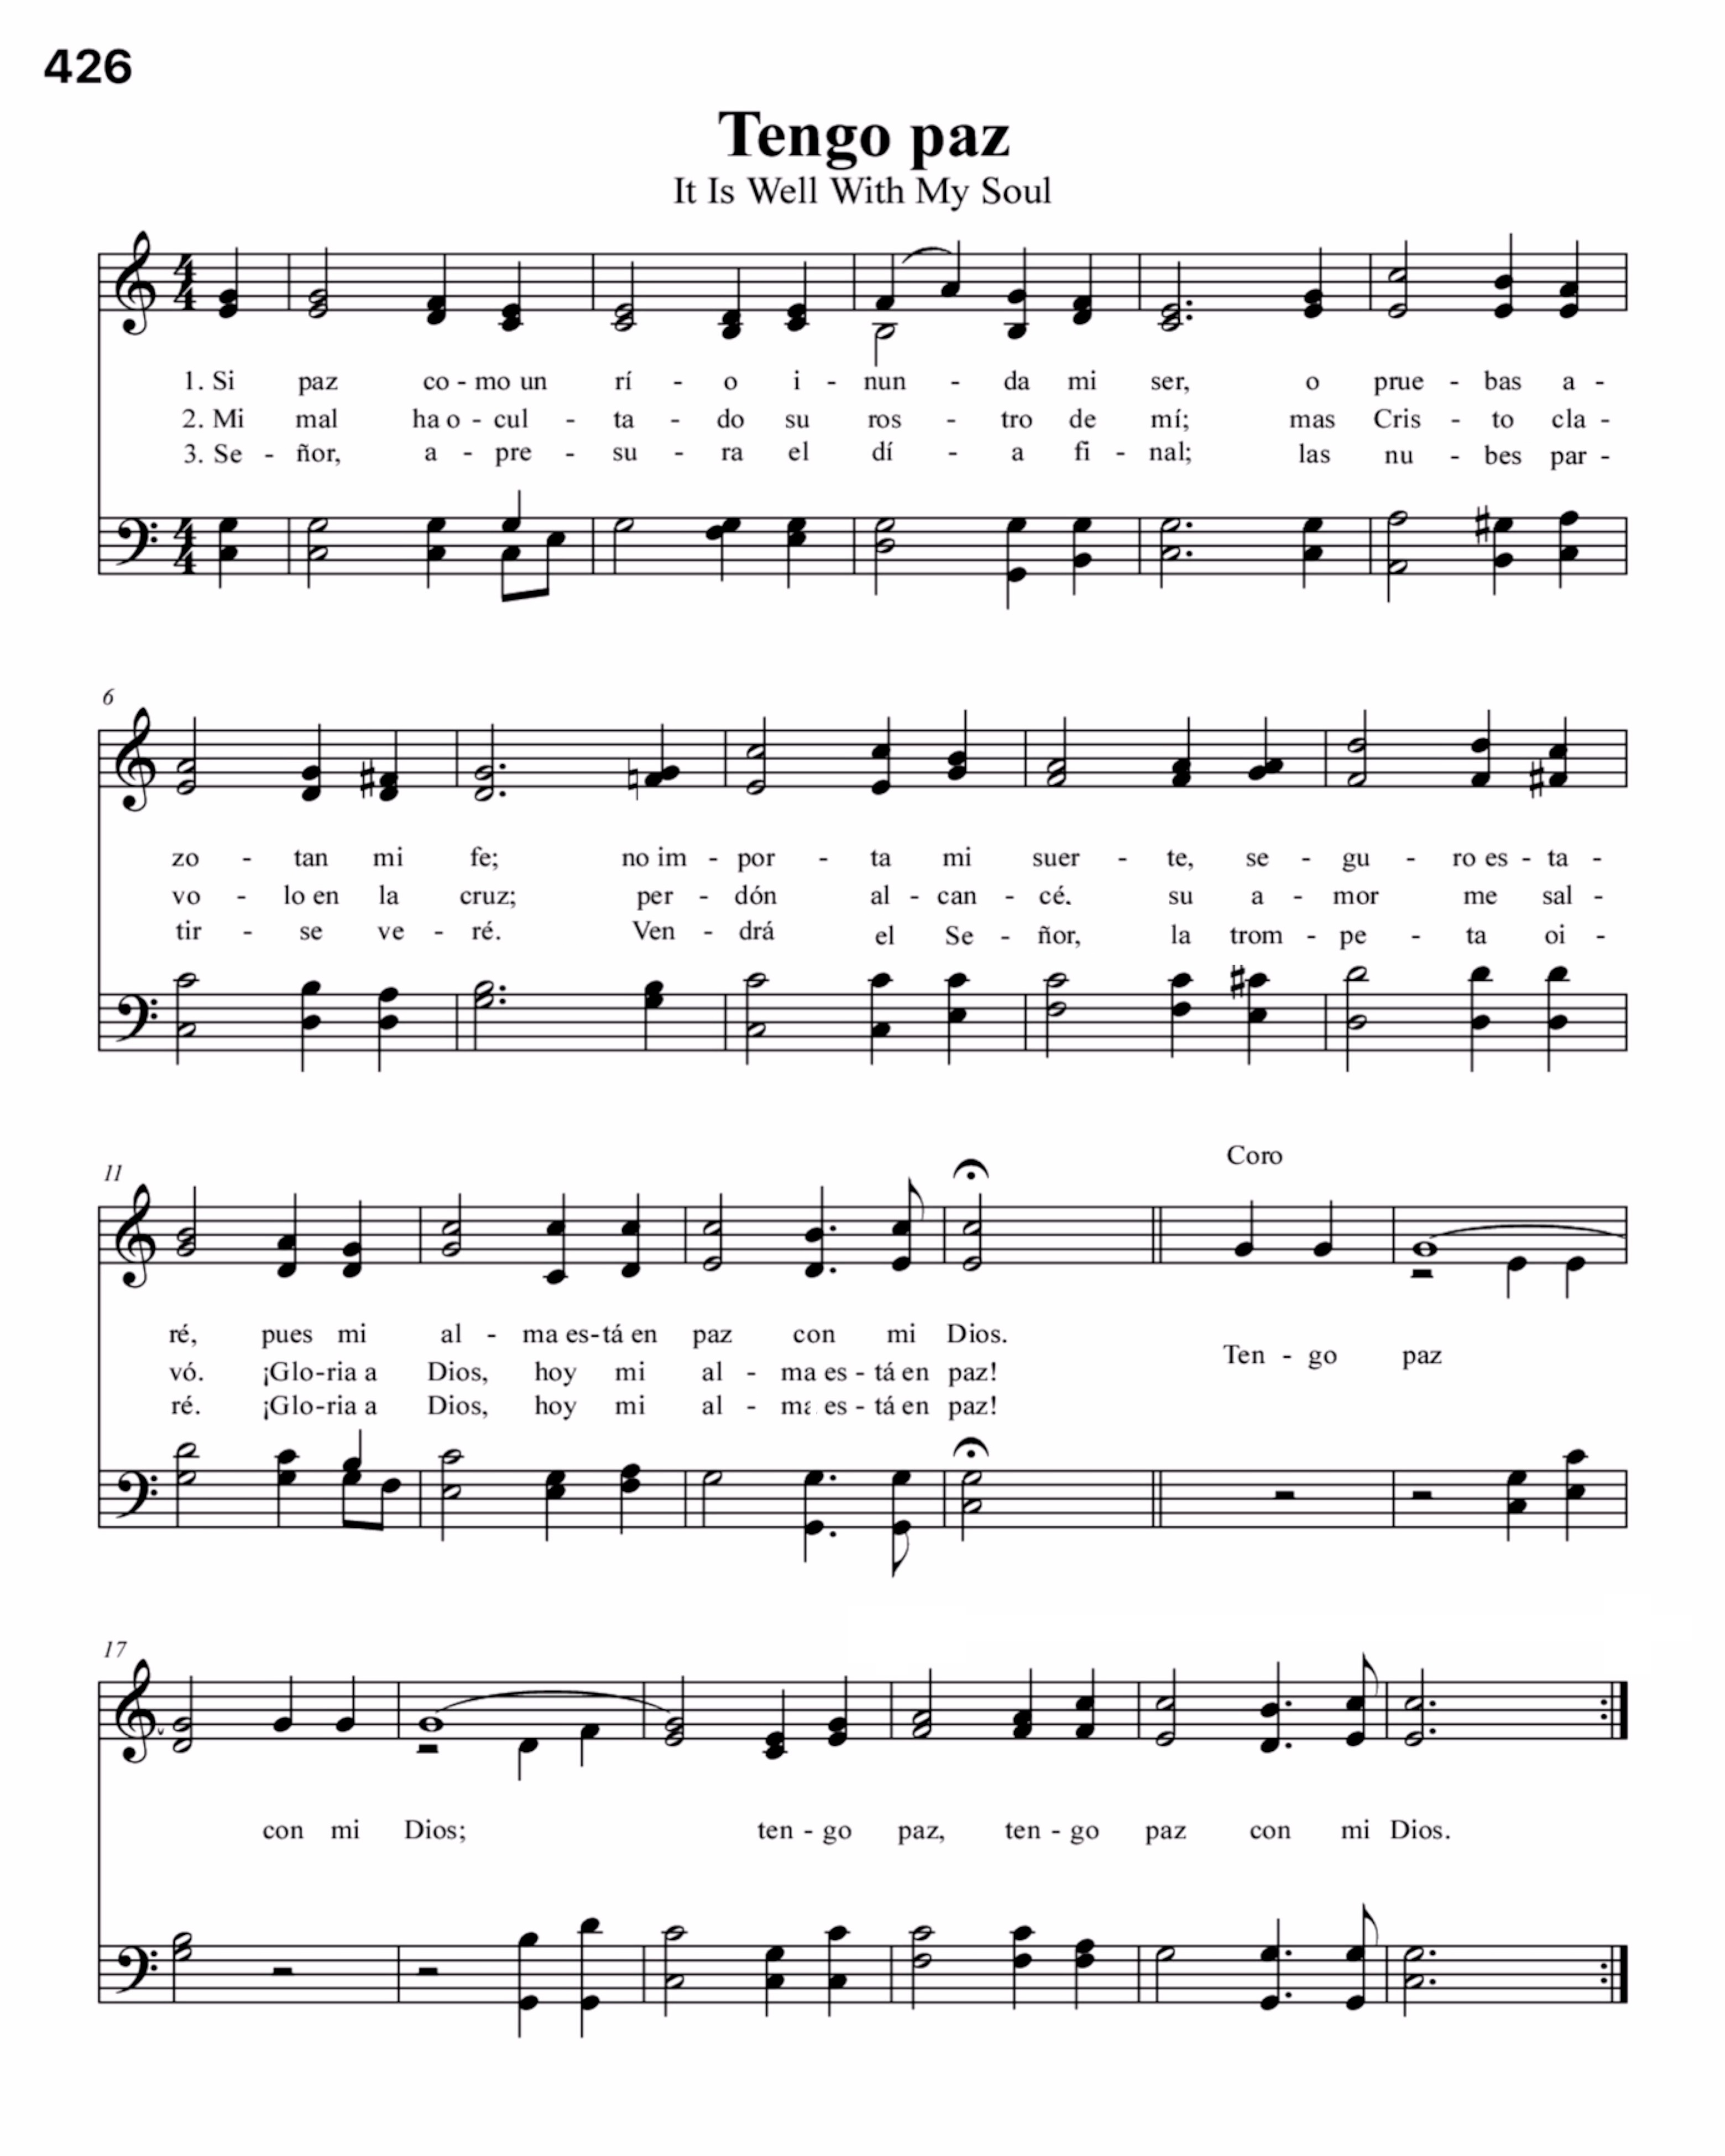 426
Tengo paz
It Is Well With My Soul
1. Si paz co - mo un rí - o i - nun - da mi ser, o prue - bas a -
2. Mi mal ha o - cul - ta - do su ros - tro de mí; mas Cris - to cla -
3. Se - ñor, a - pre - su - ra el dí - a fi - nal; las nu - bes par -
6
zo - tan mi fe; no im - por - ta mi suer - te, se - gu - ro es - ta -
vo - lo en la cruz; per - dón al - can - cé. su a - mor me sal -
tir - se ve - ré. Ven - drá el Se - ñor, la trom - pe - ta oi -
11
Coro
ré, pues mi al - ma es - tá en paz con mi Dios.
Ten - go paz
vó. ¡Glo - ria a Dios, hoy mi al - ma es - tá en paz!
ré. ¡Glo - ria a Dios, hoy mi al - ma es - tá en paz!
17
con mi Dios; ten - go paz, ten - go paz con mi Dios.